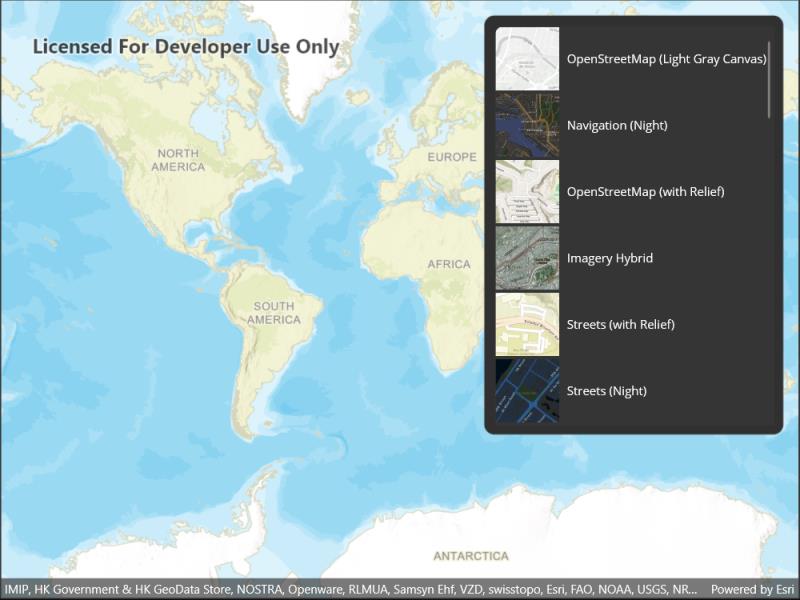 Licensed For Developer Use Only
OpenStreetMap (Light Gray Canvas)
Navigation (Night)
OpenStreetMap (with Relief)
Imagery Hybrid
Streets (with Relief)
Streets (Night)
NORTH
AMERICA
EUROPE
AFRICA
SOUTH
AMERICA
ANTARCTICA
IMIP, HK Government & HK GeoData Store, NOSTRA, Openware, RLMUA, Samsyn Ehf, VZD, swisstopo, Esri, FAO, NOAA, USGS, NR... Powered by Esri